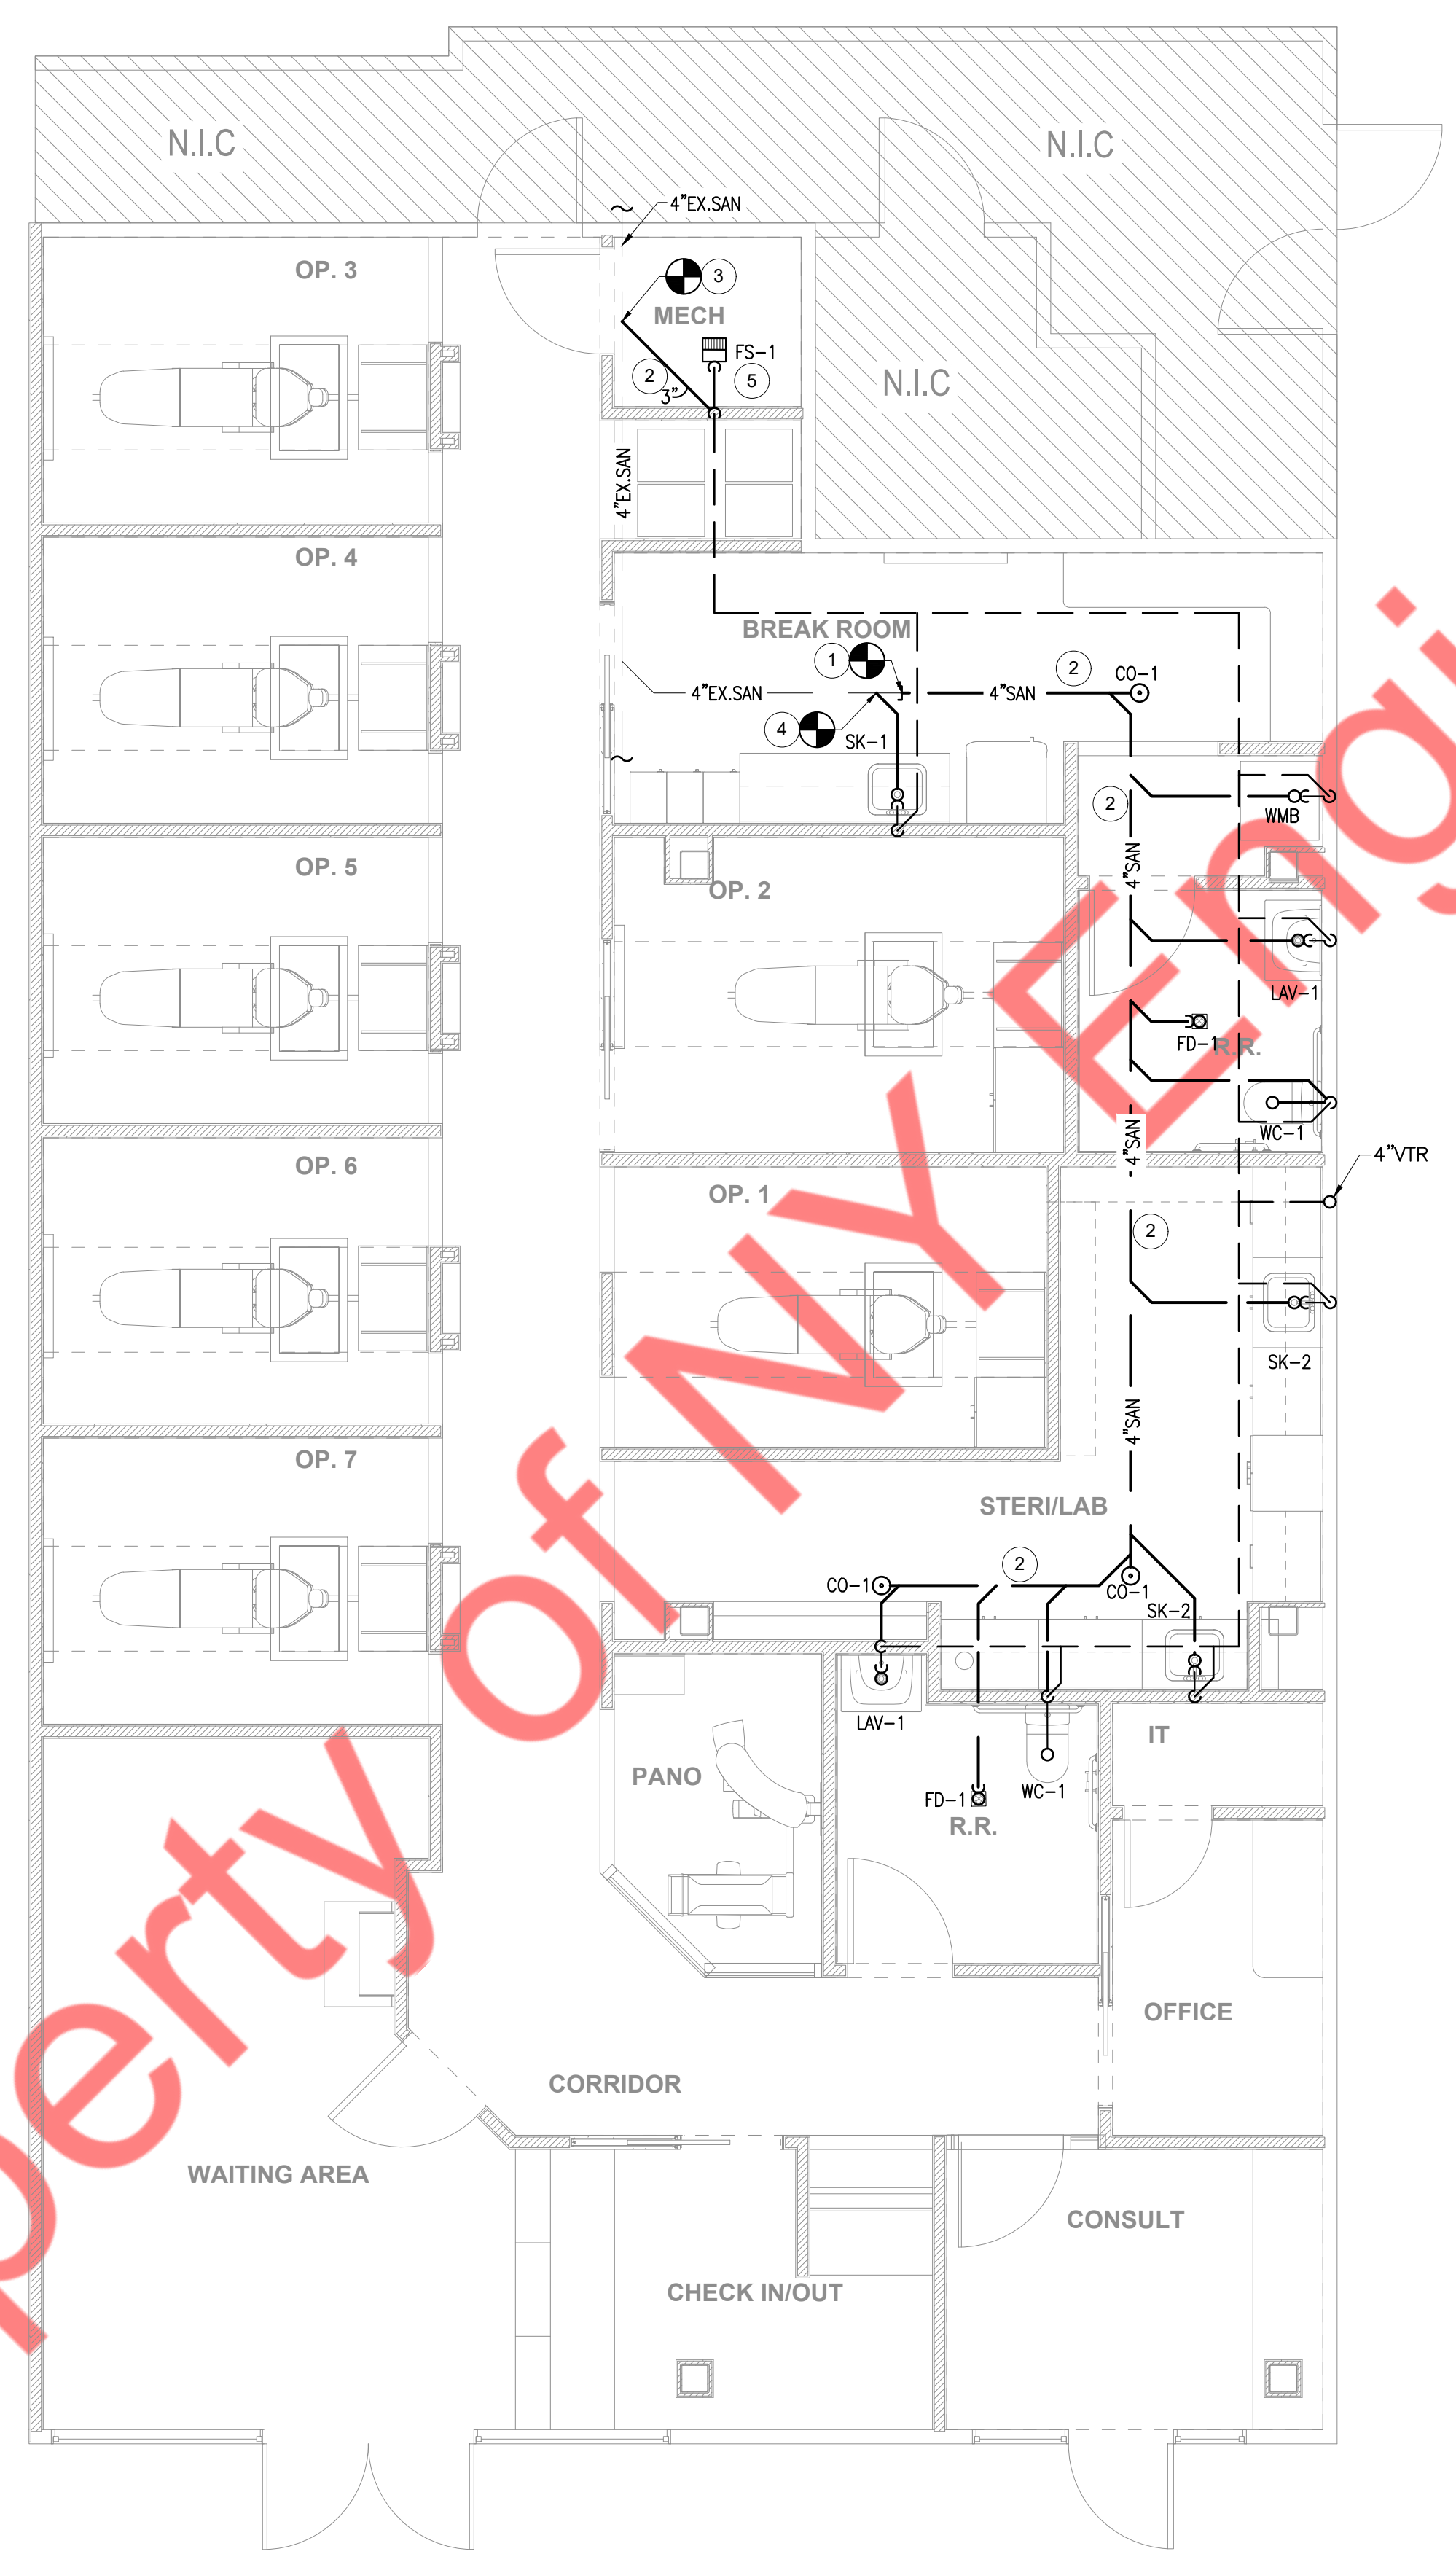 N.I.C
N.I.C
4"EX.SAN
OP. 3
3
MECH
FS-1
2
5
3"
N.I.C
4"EX.SAN
OP. 4
BREAK ROOM
1
2
CO-1
4"EX.SAN
4"SAN
4
SK-1
2
WMB
4"SAN
OP. 5
OP. 2
LAV-1
FD-1
R.R.
WC-1
4"SAN
4"VTR
OP. 6
OP. 1
2
SK-2
4"SAN
OP. 7
STERI/LAB
2
CO-1
CO-1
SK-2
LAV-1
IT
PANO
WC-1
FD-1
R.R.
OFFICE
CORRIDOR
WAITING AREA
CONSULT
CHECK IN/OUT
perty of NY Engi